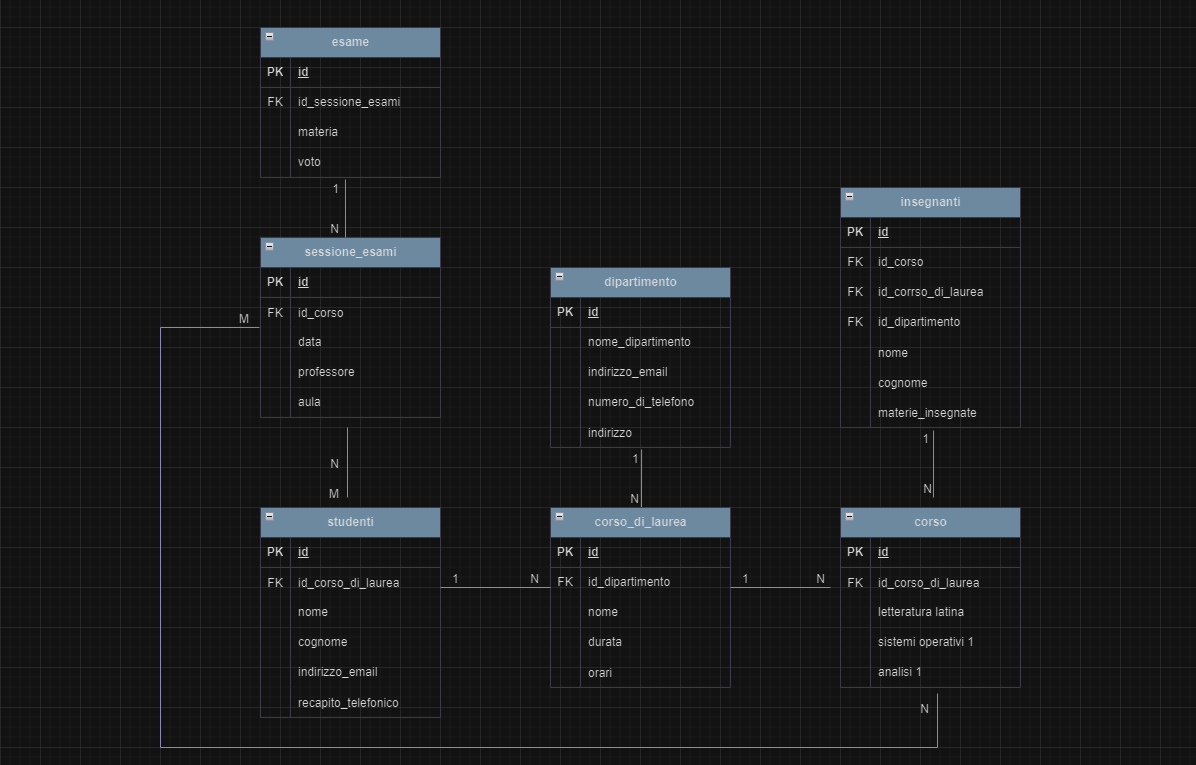 esame
PK id
FK id_sessione_esami
materia
voto
1
N
sessione_esami
PK id
FK id_corso
data
professore
aula
M
N
M
studenti
PK id
FK id_corso_di_laurea
nome
cognome
indirizzo_email
recapito_telefonico
1
N
dipartimento
PK id
nome_dipartimento
indirizzo_email
numero_di_telefono
indirizzo
1
N
corso_di_laurea
PK id
FK id_dipartimento
nome
durata
orari
1
N
insegnanti
PK id
FK id_corso
FK id_corrso_di_laurea
FK id_dipartimento
nome
cognome
materie_insegnate
1
N
corso
PK id
FK id_corso_di_laurea
letteratura latina
sistemi operativi 1
analisi 1
N